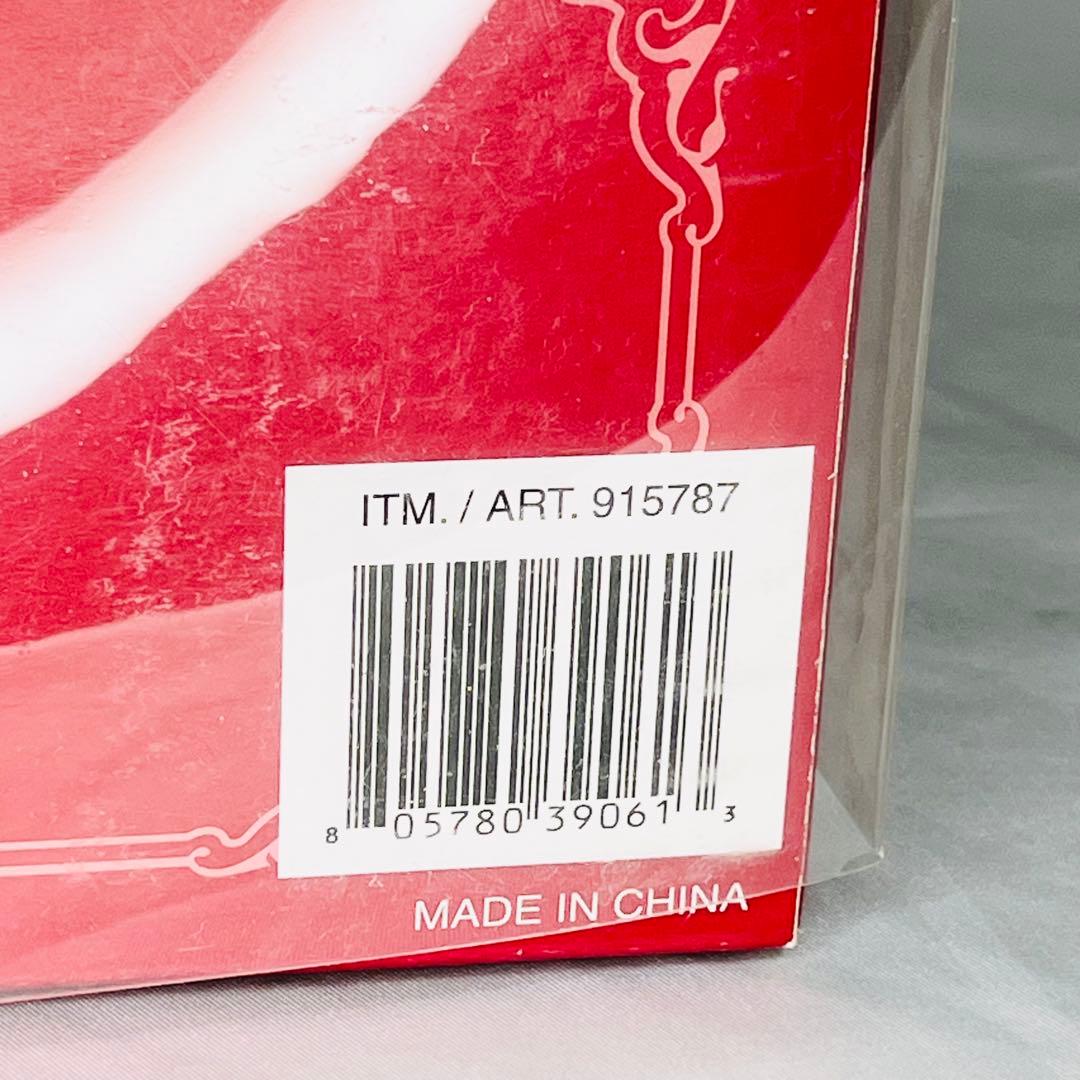 ITM. / ART. 915787
8 05780 39061 3
MADE IN CHINA